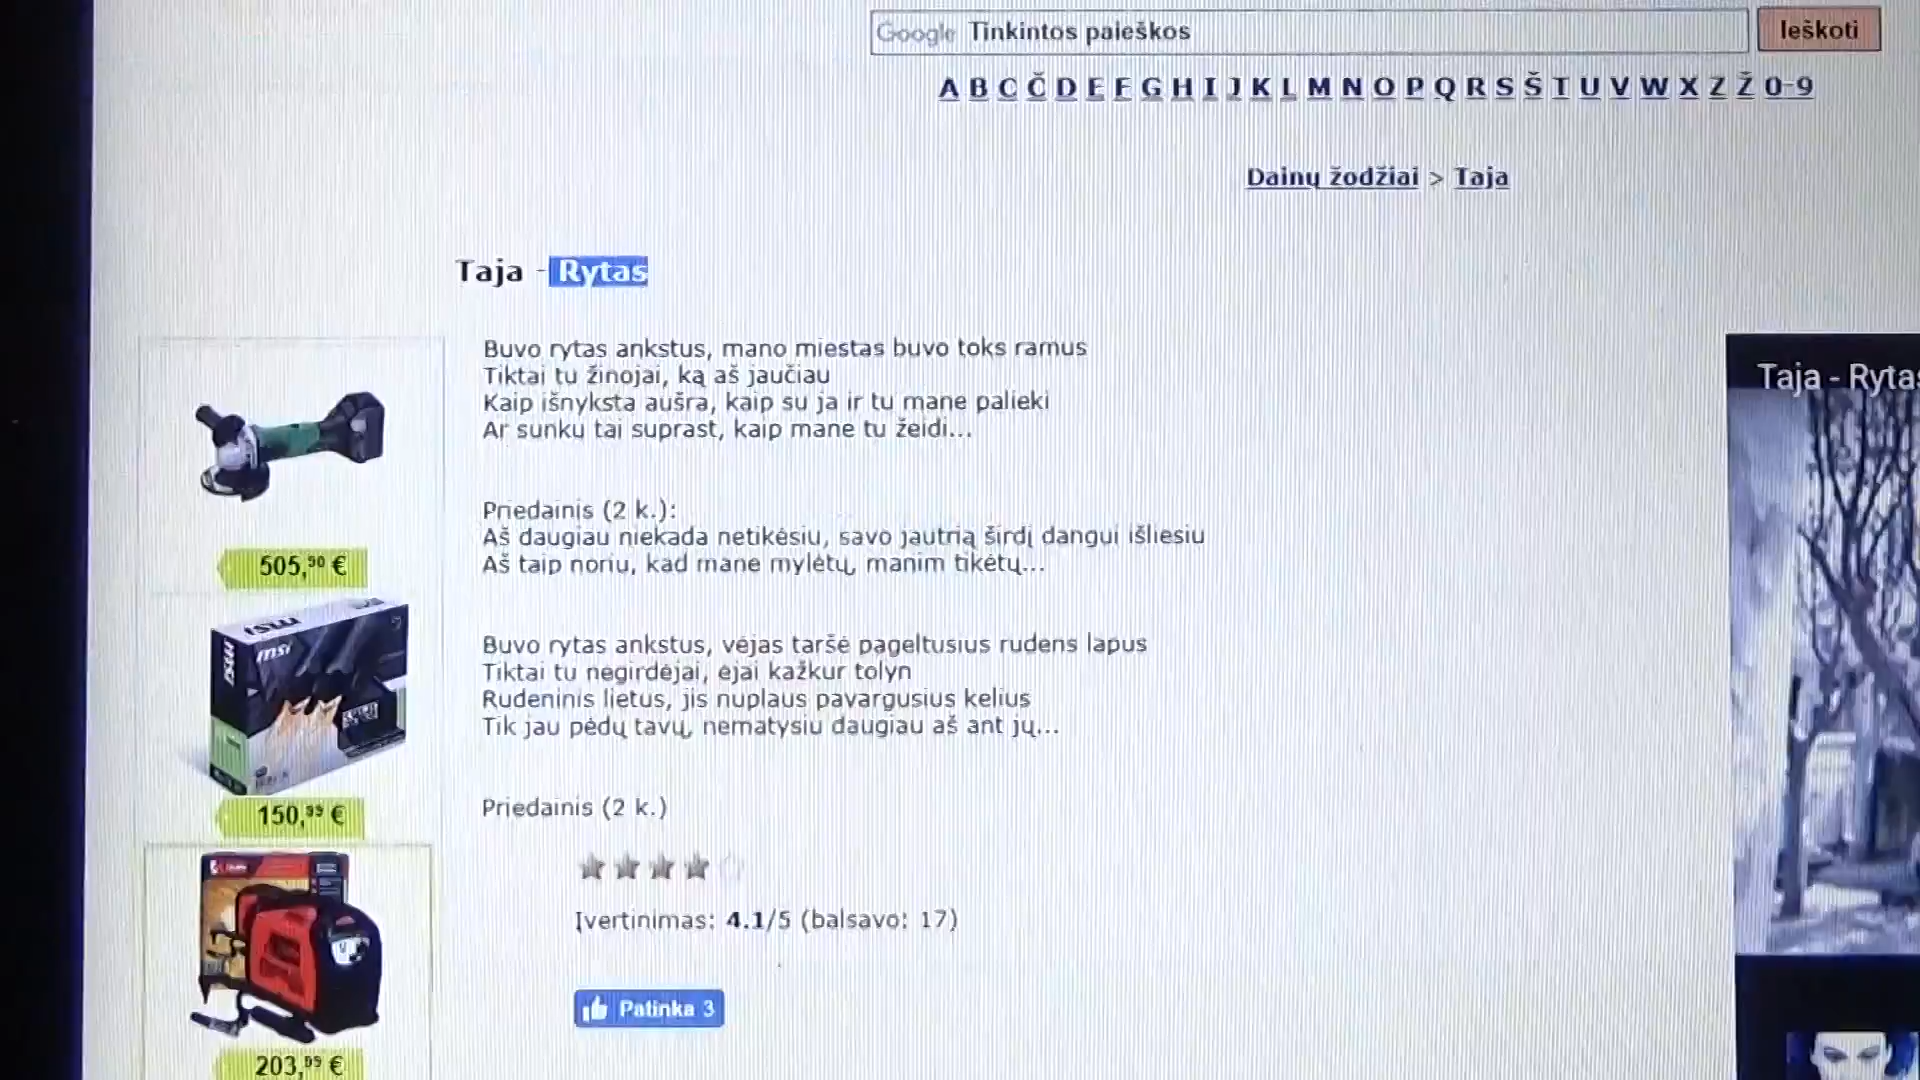 Google Tinkintos paieškos
Ieškoti
A B C Č D E F G H I J K L M N O P Q R S Š T U V W X Z Ž 0-9
Dainų žodžiai > Taja
Taja - Rytas
Buvo rytas ankstus, mano miestas buvo toks ramus
Tiktai tu žinojai, ką aš jaučiau
Kaip išnyksta aušra, kaip su ja ir tu mane palieki
Ar sunku tai suprast, kaip mane tu žeidi...
Priedainis (2 k.):
Aš daugiau niekada netikėsiu, savo jautrią širdį dangui išliesiu
Aš taip noriu, kad mane mylėtų, manim tikėtų...
Buvo rytas ankstus, vėjas taršė pageltusius rudens lapus
Tiktai tu negirdėjai, ėjai kažkur tolyn
Rudeninis lietus, jis nuplaus pavargusius kelius
Tik jau pėdų tavų, nematysiu daugiau aš ant jų...
Priedainis (2 k.)
Įvertinimas: 4.1/5 (balsavo: 17)
Patinka 3
505,90 €
msi
msi
150,99 €
203,99 €
Taja - Rytas